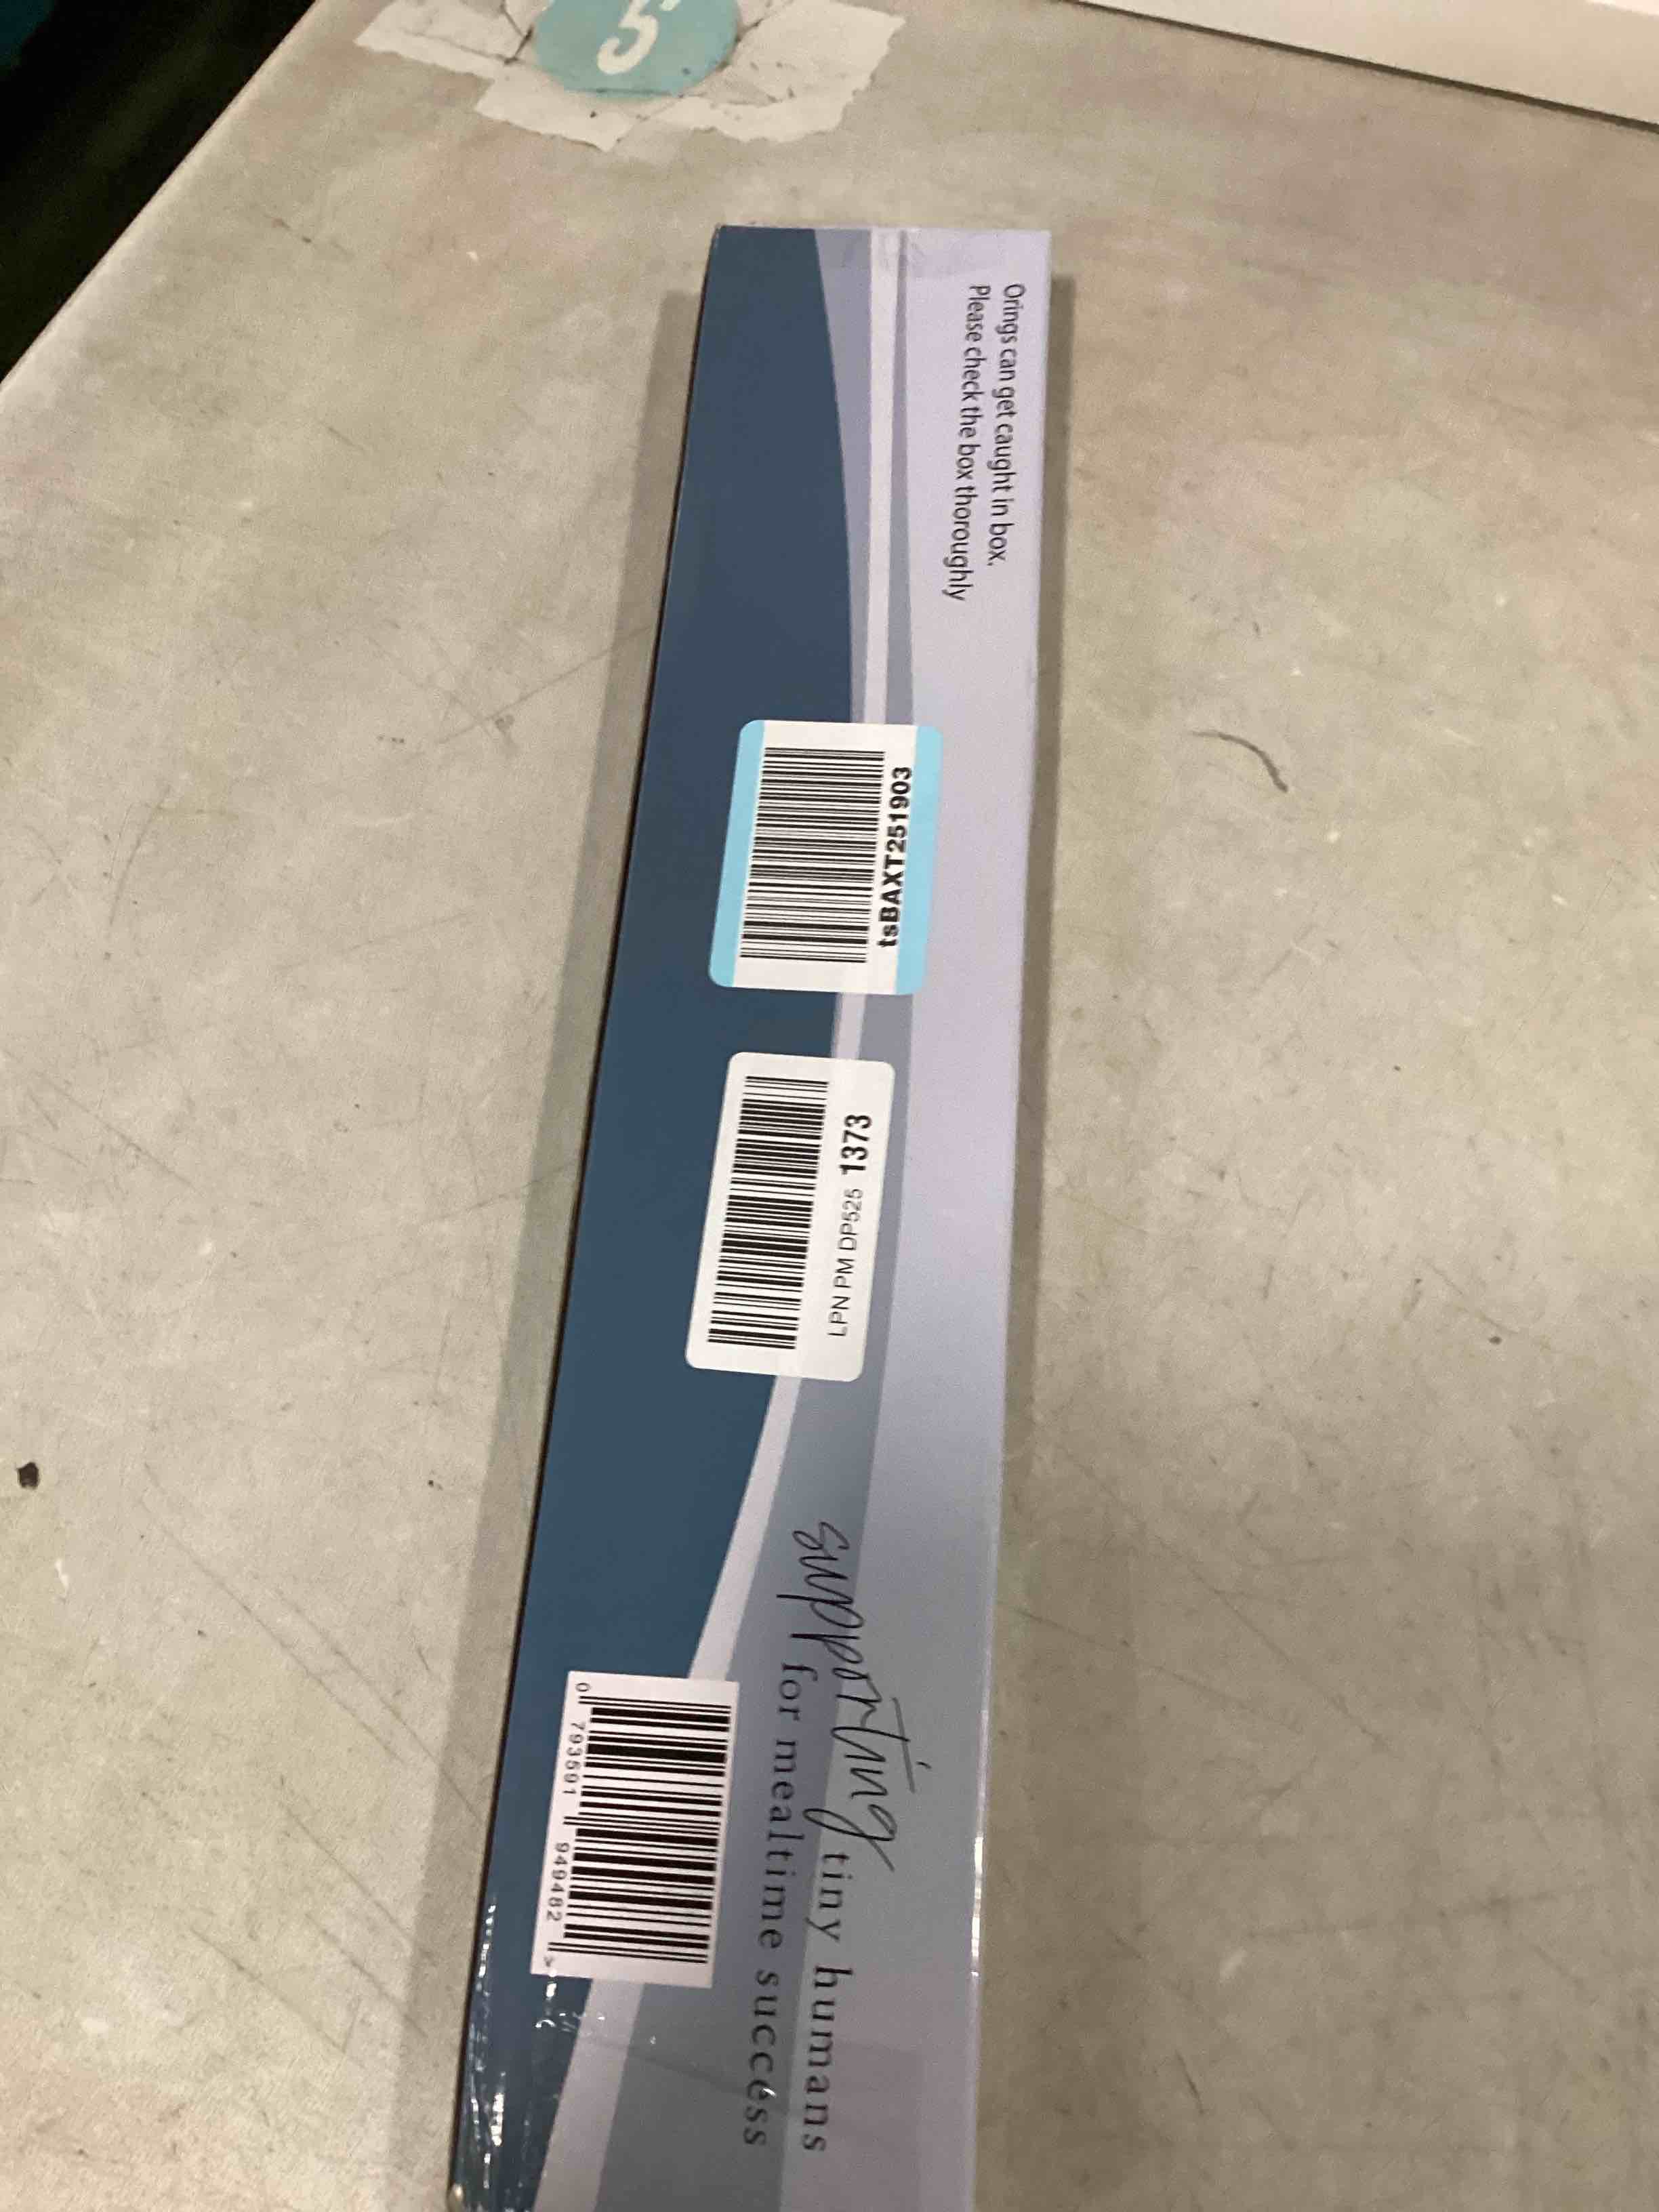 5
Orings can get caught in box.
Please check the box thoroughly
tsBAXT251903
LPN PM DP525 1373
supporting tiny humans
for mealtime success
0 793591 949482 >